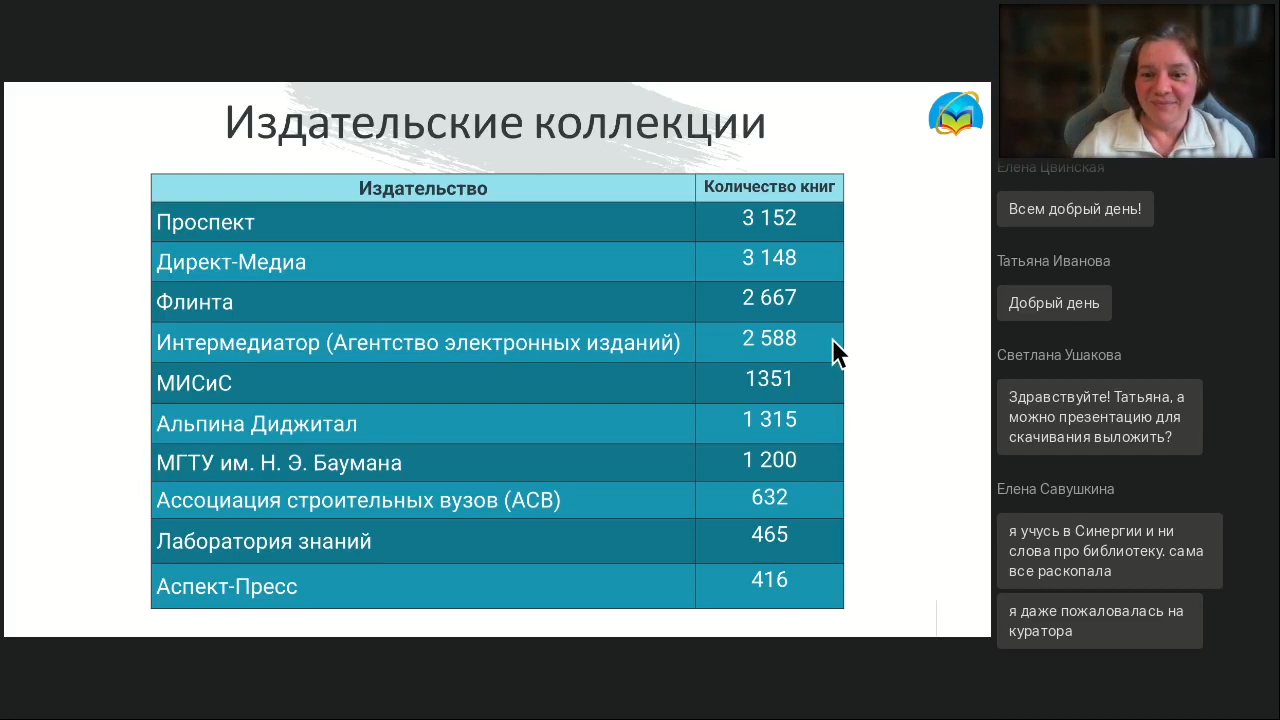 Издательские коллекции
Издательство Количество книг
Проспект 3 152
Директ-Медиа 3 148
Флинта 2 667
Интермедиатор (Агентство электронных изданий) 2 588
МИСиС 1351
Альпина Диджитал 1 315
МГТУ им. Н. Э. Баумана 1 200
Ассоциация строительных вузов (АСВ) 632
Лаборатория знаний 465
Аспект-Пресс 416
Елена Цвинская
Всем добрый день!
Татьяна Иванова
Добрый день
Светлана Ушакова
Здравствуйте! Татьяна, а
можно презентацию для
скачивания выложить?
Елена Савушкина
я учусь в Синергии и ни
слова про библиотеку. сама
все раскопала
я даже пожаловалась на
куратора